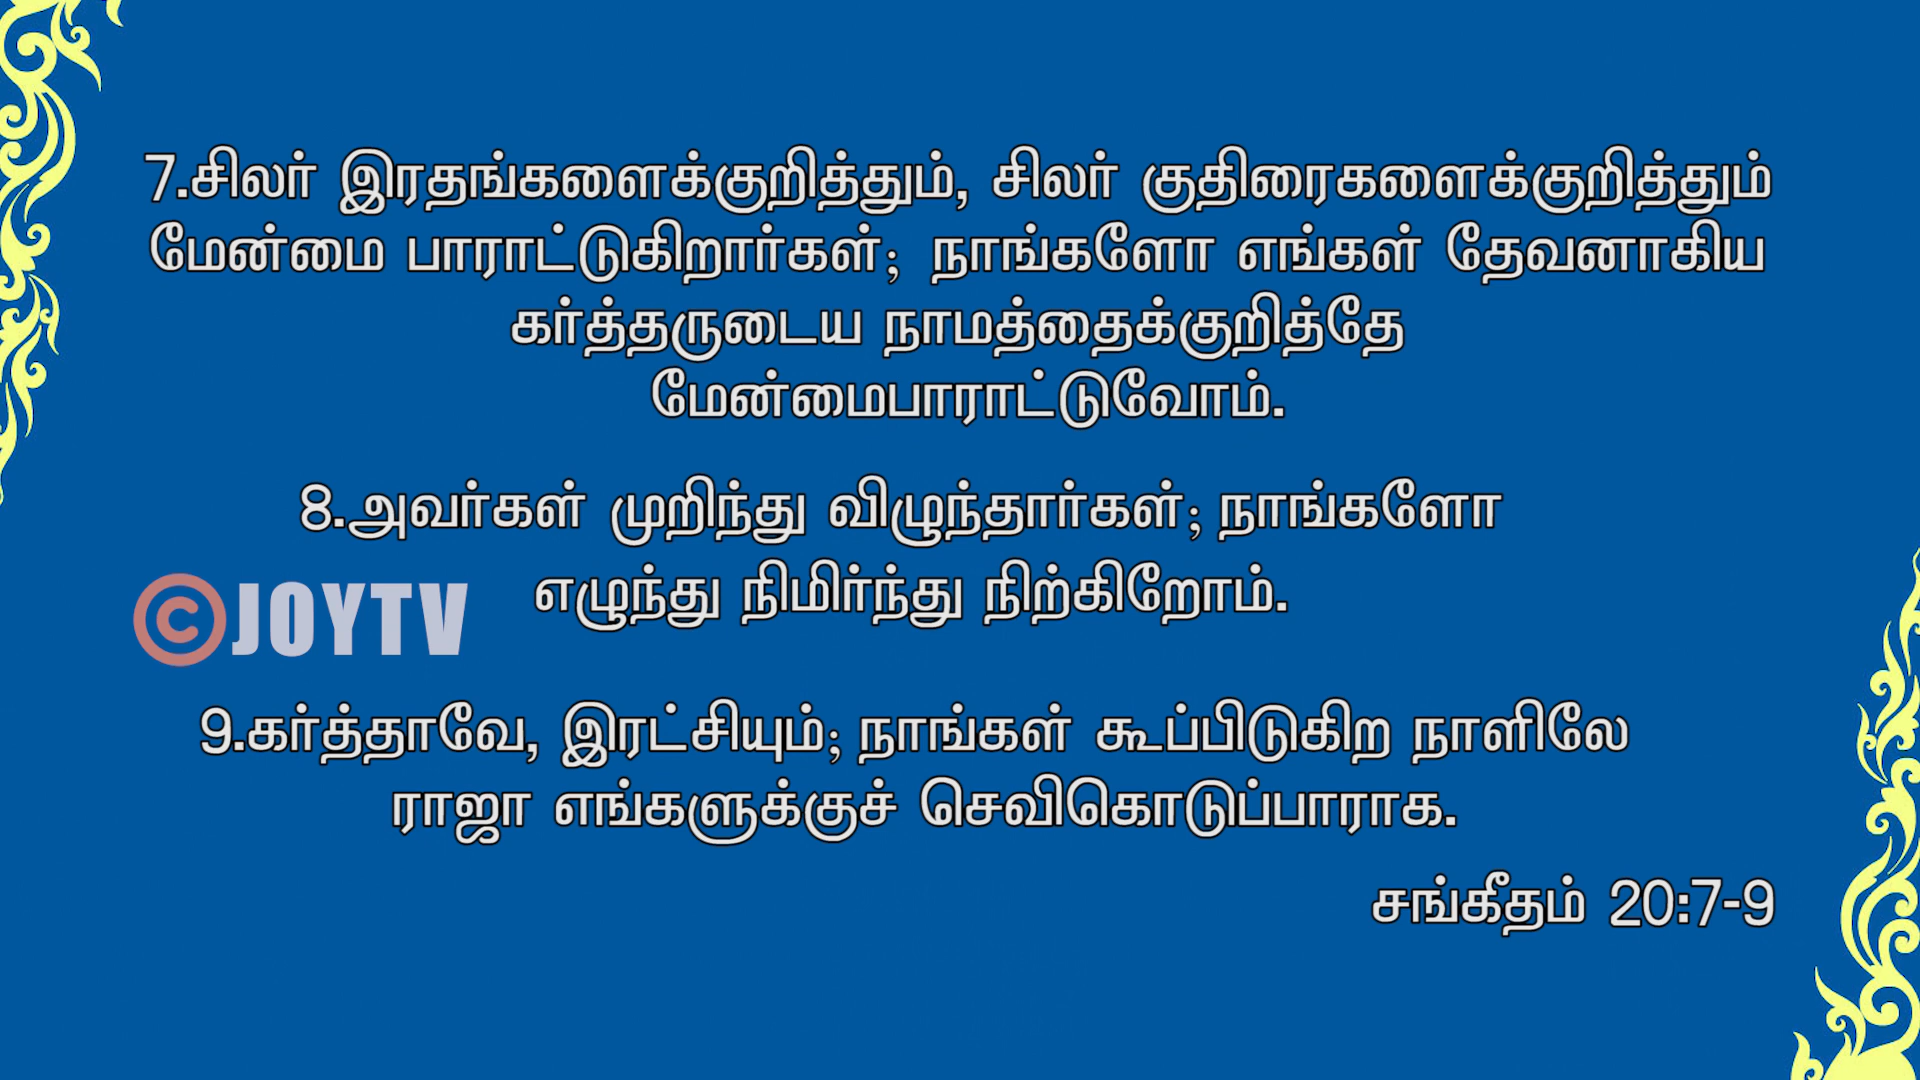 7.சிலர் இரதங்களைக்குறித்தும், சிலர் குதிரைகளைக்குறித்தும்
மேன்மை பாராட்டுகிறார்கள்; நாங்களோ எங்கள் தேவனாகிய
கர்த்தருடைய நாமத்தைக்குறித்தே
மேன்மைபாராட்டுவோம்.
8.அவர்கள் முறிந்து விழுந்தார்கள்; நாங்களோ
எழுந்து நிமிர்ந்து நிற்கிறோம்.
©JOYTV
9.கர்த்தாவே, இரட்சியும்; நாங்கள் கூப்பிடுகிற நாளிலே
ராஜா எங்களுக்குச் செவிகொடுப்பாராக.
சங்கீதம் 20:7-9